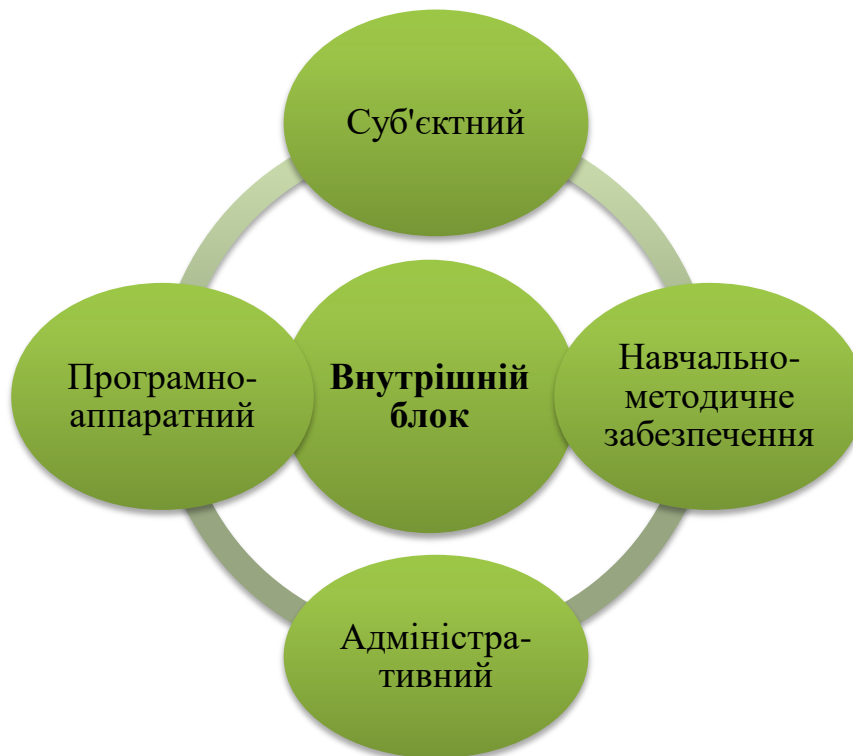 Суб'єктний
Програмно-
аппаратний
Внутрішній
блок
Навчально-
методичне
забезпечення
Адміністра-
тивний